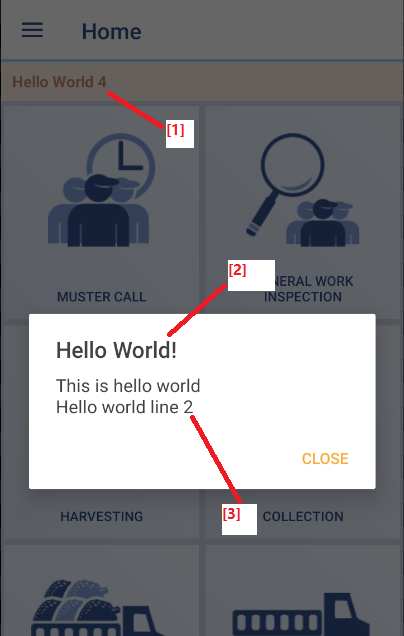 Home
Hello World 4
[1]
[2]
MUSTER CALL
NERAL WORK
INSPECTION
Hello World!
This is hello world
Hello world line 2
CLOSE
[3]
HARVESTING
COLLECTION